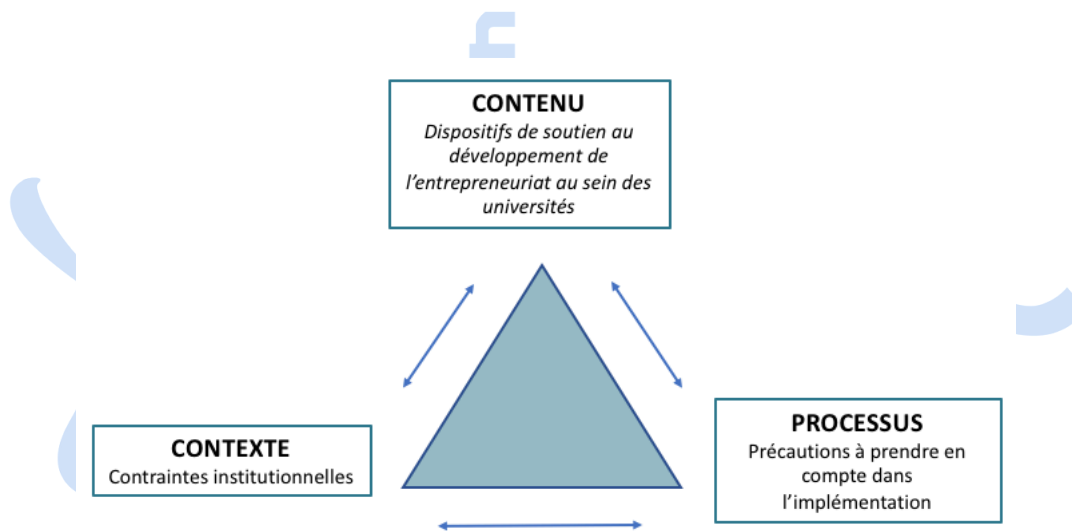 CONTENU
Dispositifs de soutien au
développement de
l'entrepreneuriat au sein des
universités
CONTEXTE
Contraintes institutionnelles
PROCESSUS
Précautions à prendre en
compte dans
l'implémentation